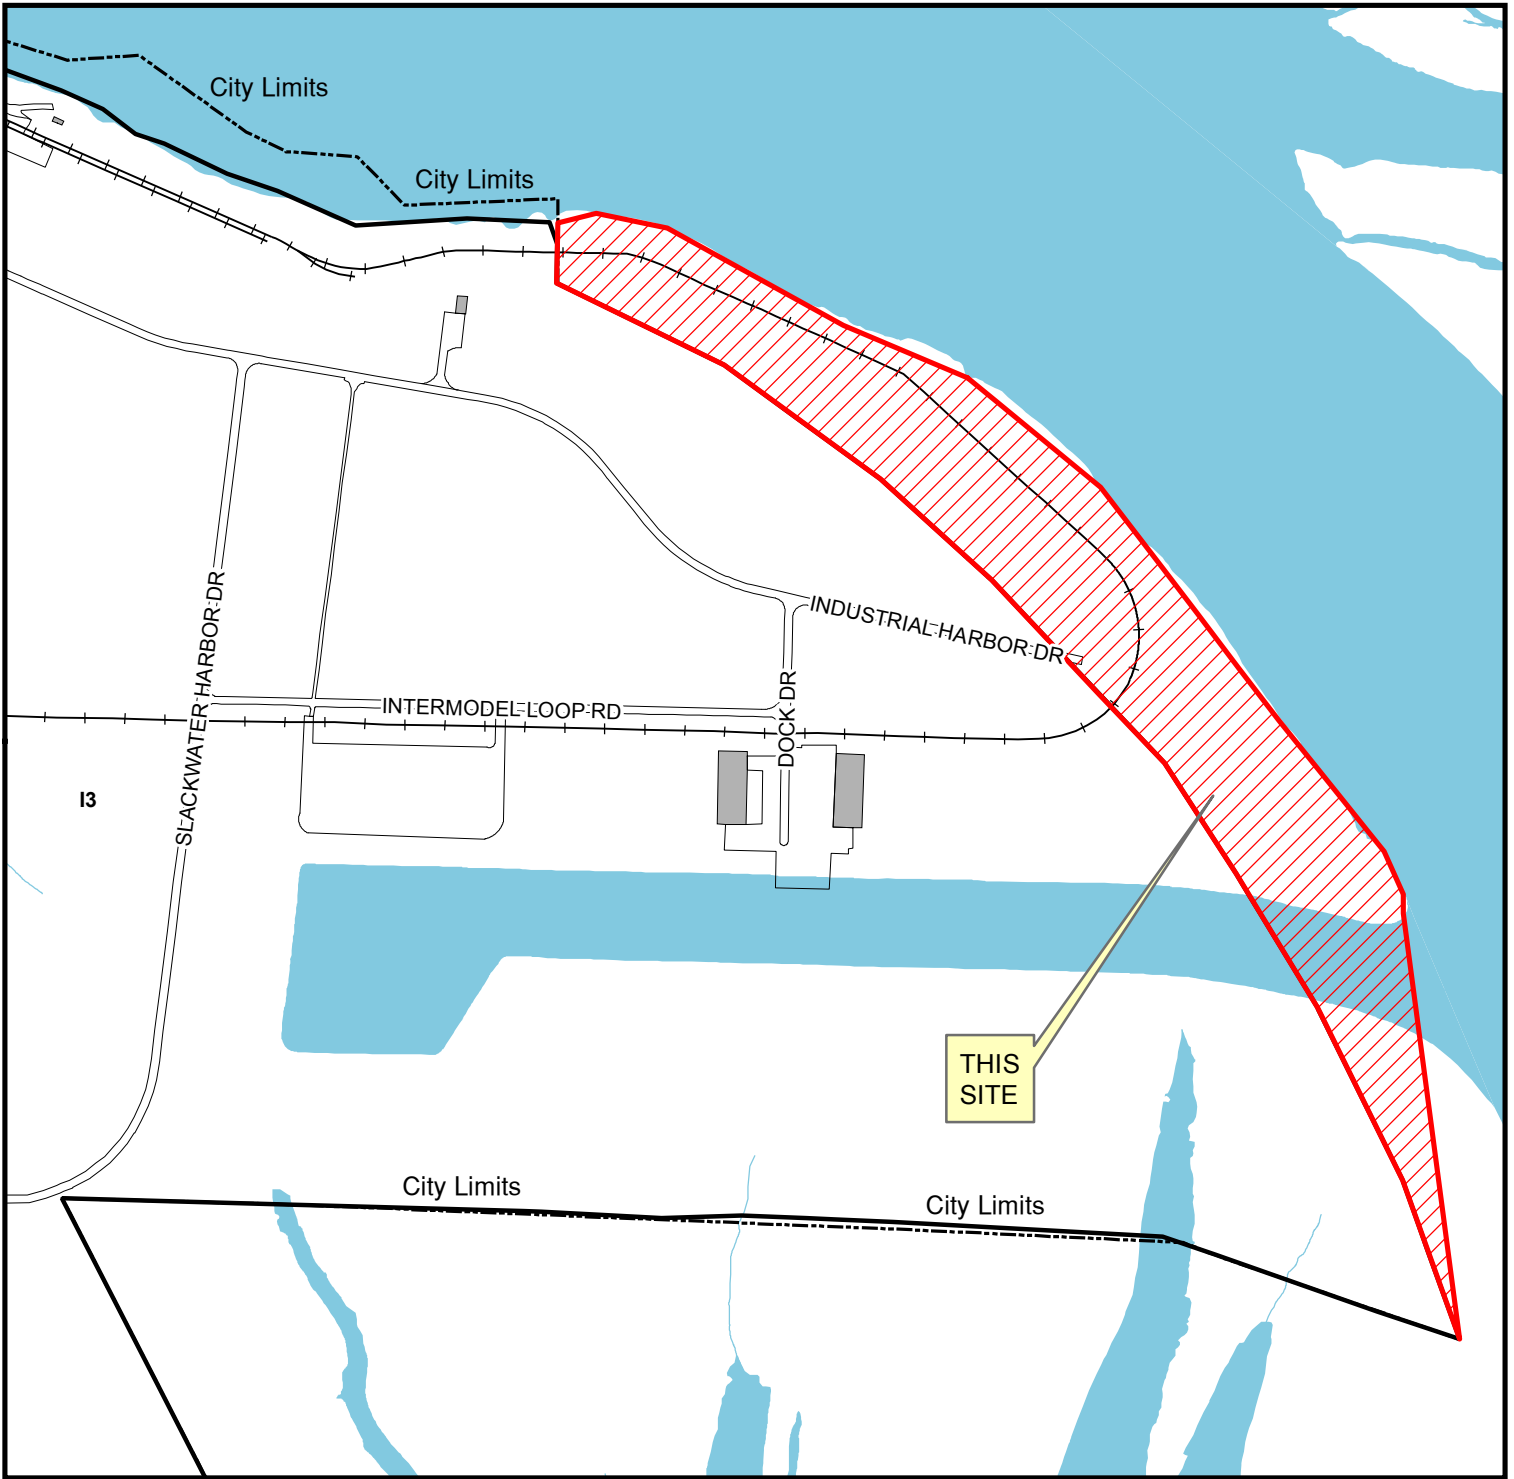 City Limits
City Limits
INDUSTRIAL HARBOR DR
SLACKWATER HARBOR DR
INTERMODEL LOOP RD
DOCK DR
I3
THIS
SITE
City Limits
City Limits